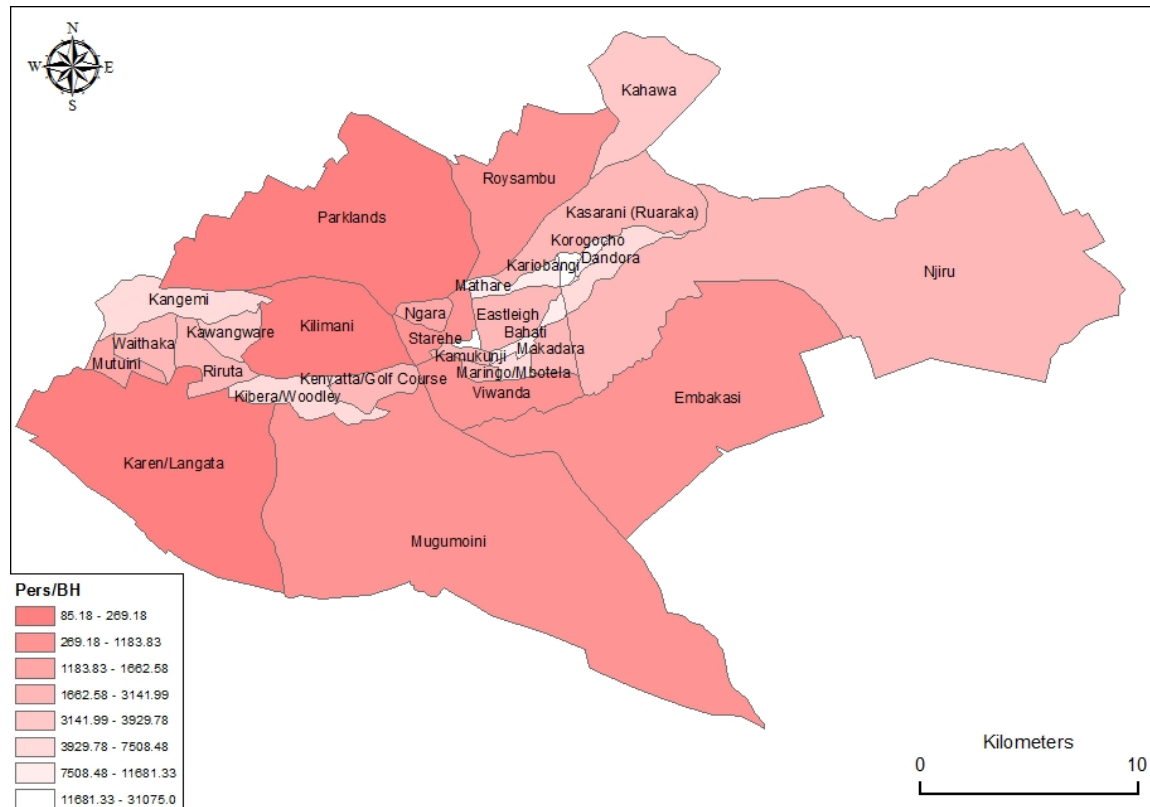 N
W E
S
Kahawa
Roysambu
Parklands
Kasarani (Ruaraka)
Korogocho
Kariobangi
Dandora
Njiru
Mathare
Kangemi
Ngara
Eastleigh
Kilimani
Kawangware
Bahati
Waithaka
Starehe
Makadara
Kamukunji
Mutuini
Riruta
Maringo/Mbotela
Kenyatta/Golf Course
Kibera/Woodley
Viwanda
Embakasi
Karen/Langata
Mugumoini
Pers/BH
85.18 - 269.18
269.18 - 1183.83
1183.83 - 1662.58
1662.58 - 3141.99
3141.99 - 3929.78
3929.78 - 7508.48
7508.48 - 11681.33
11681.33 - 31075.0
Kilometers
0 10